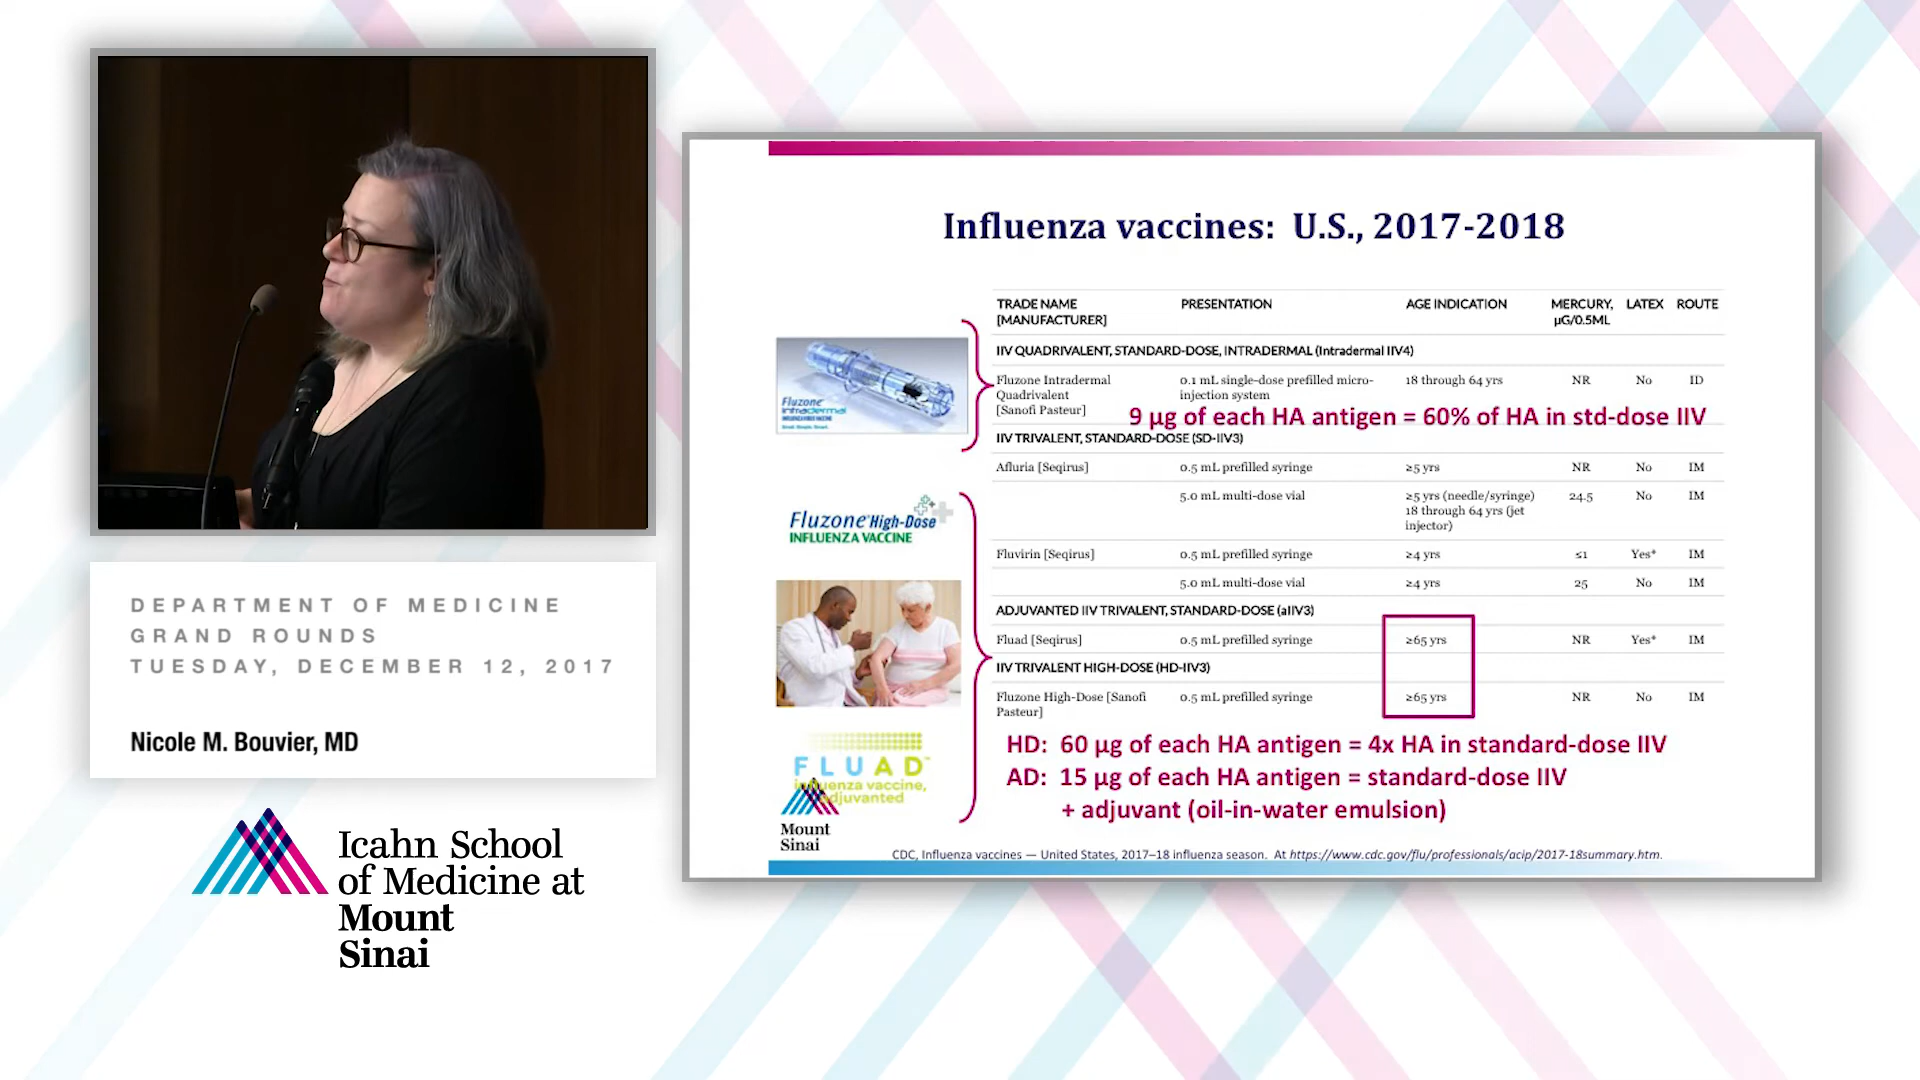 DEPARTMENT OF MEDICINE
GRAND ROUNDS
TUESDAY, DECEMBER 12, 2017
Nicole M. Bouvier, MD
Icahn School
of Medicine at
Mount
Sinai
Influenza vaccines: U.S., 2017-2018
TRADE NAME [MANUFACTURER] PRESENTATION AGE INDICATION MERCURY, µG/0.5ML LATEX ROUTE
IIV QUADRIVALENT, STANDARD-DOSE, INTRADERMAL (Intradermal IIV4)
Fluzone Intradermal Quadrivalent [Sanofi Pasteur] 0.1 mL single-dose prefilled micro-injection system 18 through 64 yrs NR No ID
9 µg of each HA antigen = 60% of HA in std-dose IIV
IIV TRIVALENT, STANDARD-DOSE (SD-IIV3)
Afluria [Seqirus] 0.5 mL prefilled syringe ≥5 yrs NR No IM
5.0 mL multi-dose vial ≥5 yrs (needle/syringe) 18 through 64 yrs (jet injector) 24.5 No IM
Fluvirin [Seqirus] 0.5 mL prefilled syringe ≥4 yrs ≤1 Yes* IM
5.0 mL multi-dose vial ≥4 yrs 25 No IM
ADJUVANTED IIV TRIVALENT, STANDARD-DOSE (aIIV3)
Fluad [Seqirus] 0.5 mL prefilled syringe ≥65 yrs NR Yes* IM
IIV TRIVALENT HIGH-DOSE (HD-IIV3)
Fluzone High-Dose [Sanofi Pasteur] 0.5 mL prefilled syringe ≥65 yrs NR No IM
HD: 60 µg of each HA antigen = 4x HA in standard-dose IIV
AD: 15 µg of each HA antigen = standard-dose IIV
+ adjuvant (oil-in-water emulsion)
Fluzone
Intradermal
Fluzone High-Dose
INFLUENZA VACCINE
FLUAD™
influenza vaccine,
adjuvanted
Mount
Sinai
CDC, Influenza vaccines — United States, 2017–18 influenza season. At https://www.cdc.gov/flu/professionals/acip/2017-18summary.htm.